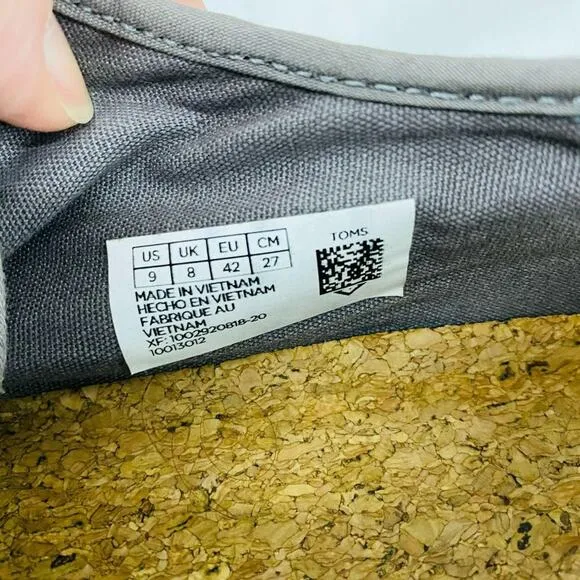 US UK EU CM
9 8 42 27
TOMS
MADE IN VIETNAM
HECHO EN VIETNAM
FABRIQUE AU
VIETNAM
XF: 1002920818-20
10013012